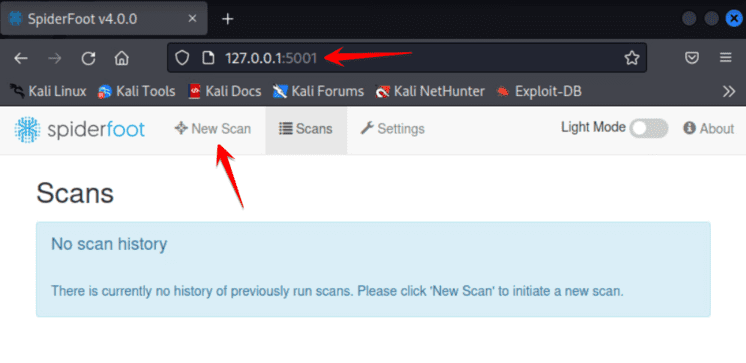 SpiderFoot v4.0.0
127.0.0.1:5001
Kali Linux Kali Tools Kali Docs Kali Forums Kali NetHunter Exploit-DB
spiderfoot New Scan Scans Settings Light Mode About
Scans
No scan history
There is currently no history of previously run scans. Please click 'New Scan' to initiate a new scan.